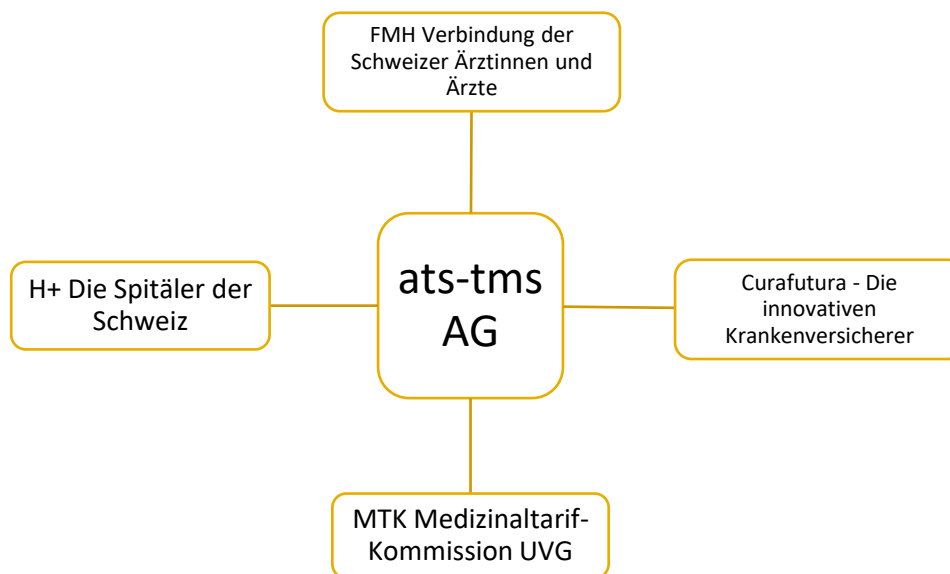 FMH Verbindung der
Schweizer Ärztinnen und
Ärzte
ats-tms
AG
H+ Die Spitäler der
Schweiz
Curafutura - Die
innovativen
Krankenversicherer
MTK Medizinaltarif-
Kommission UVG